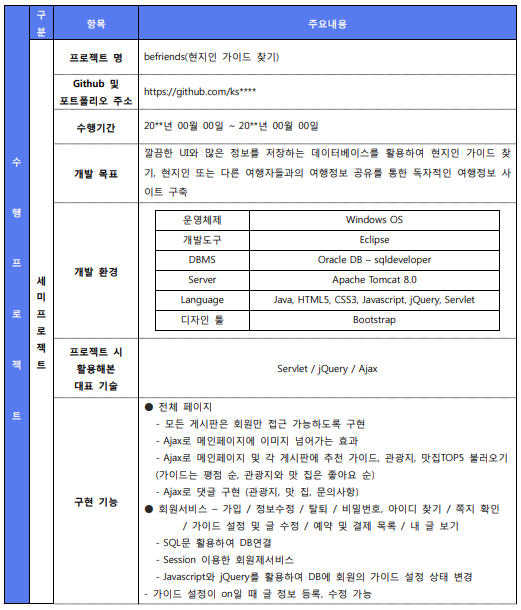 구분 항목 주요내용
수행프로젝트
세미프로젝트
프로젝트 명 befriends(현지인 가이드 찾기)
Github 및
포트폴리오 주소
https://github.com/ks****
수행기간 20**년 00월 00일 ~ 20**년 00월 00일
개발 목표
깔끔한 UI와 많은 정보를 저장하는 데이터베이스를 활용하여 현지인 가이드 찾
기, 현지인 또는 다른 여행자들과의 여행정보 공유를 통한 독자적인 여행정보 사
이트 구축
개발 환경
운영체제 Windows OS
개발도구 Eclipse
DBMS Oracle DB – sqldeveloper
Server Apache Tomcat 8.0
Language Java, HTML5, CSS3, Javascript, jQuery, Servlet
디자인 툴 Bootstrap
프로젝트 시
활용해본
대표 기술
Servlet / jQuery / Ajax
구현 기능
● 전체 페이지
- 모든 게시판은 회원만 접근 가능하도록 구현
- Ajax로 메인페이지에 이미지 넘어가는 효과
- Ajax로 메인페이지 및 각 게시판에 추천 가이드, 관광지, 맛집TOP5 불러오기
(가이드는 평점 순, 관광지와 맛 집은 좋아요 순)
- Ajax로 댓글 구현 (관광지, 맛 집, 문의사항)
● 회원서비스 – 가입 / 정보수정 / 탈퇴 / 비밀번호, 아이디 찾기 / 쪽지 확인
/ 가이드 설정 및 글 수정 / 예약 및 결제 목록 / 내 글 보기
- SQL문 활용하여 DB연결
- Session 이용한 회원제서비스
- Javascript와 jQuery를 활용하여 DB에 회원의 가이드 설정 상태 변경
- 가이드 설정이 on일 때 글 정보 등록, 수정 가능